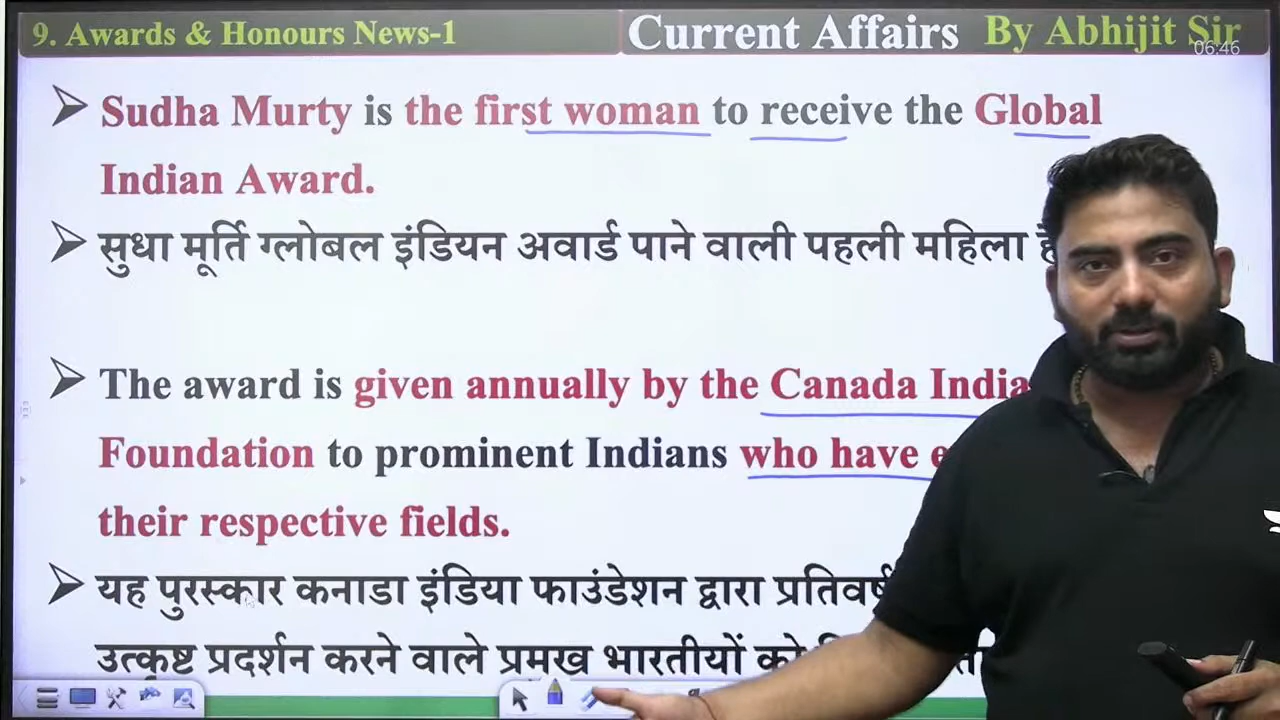 9. Awards & Honours News-1
Current Affairs By Abhijit Sir
06:46
Sudha Murty is the first woman to receive the Global
Indian Award.
सुधा मूर्ति ग्लोबल इंडियन अवार्ड पाने वाली पहली महिला
The award is given annually by the Canada India
Foundation to prominent Indians who have
their respective fields.
यह पुरस्कार कनाडा इंडिया फाउंडेशन द्वारा प्रतिवर्ष
उत्कृष्ट प्रदर्शन करने वाले प्रमुख भारतीयों को